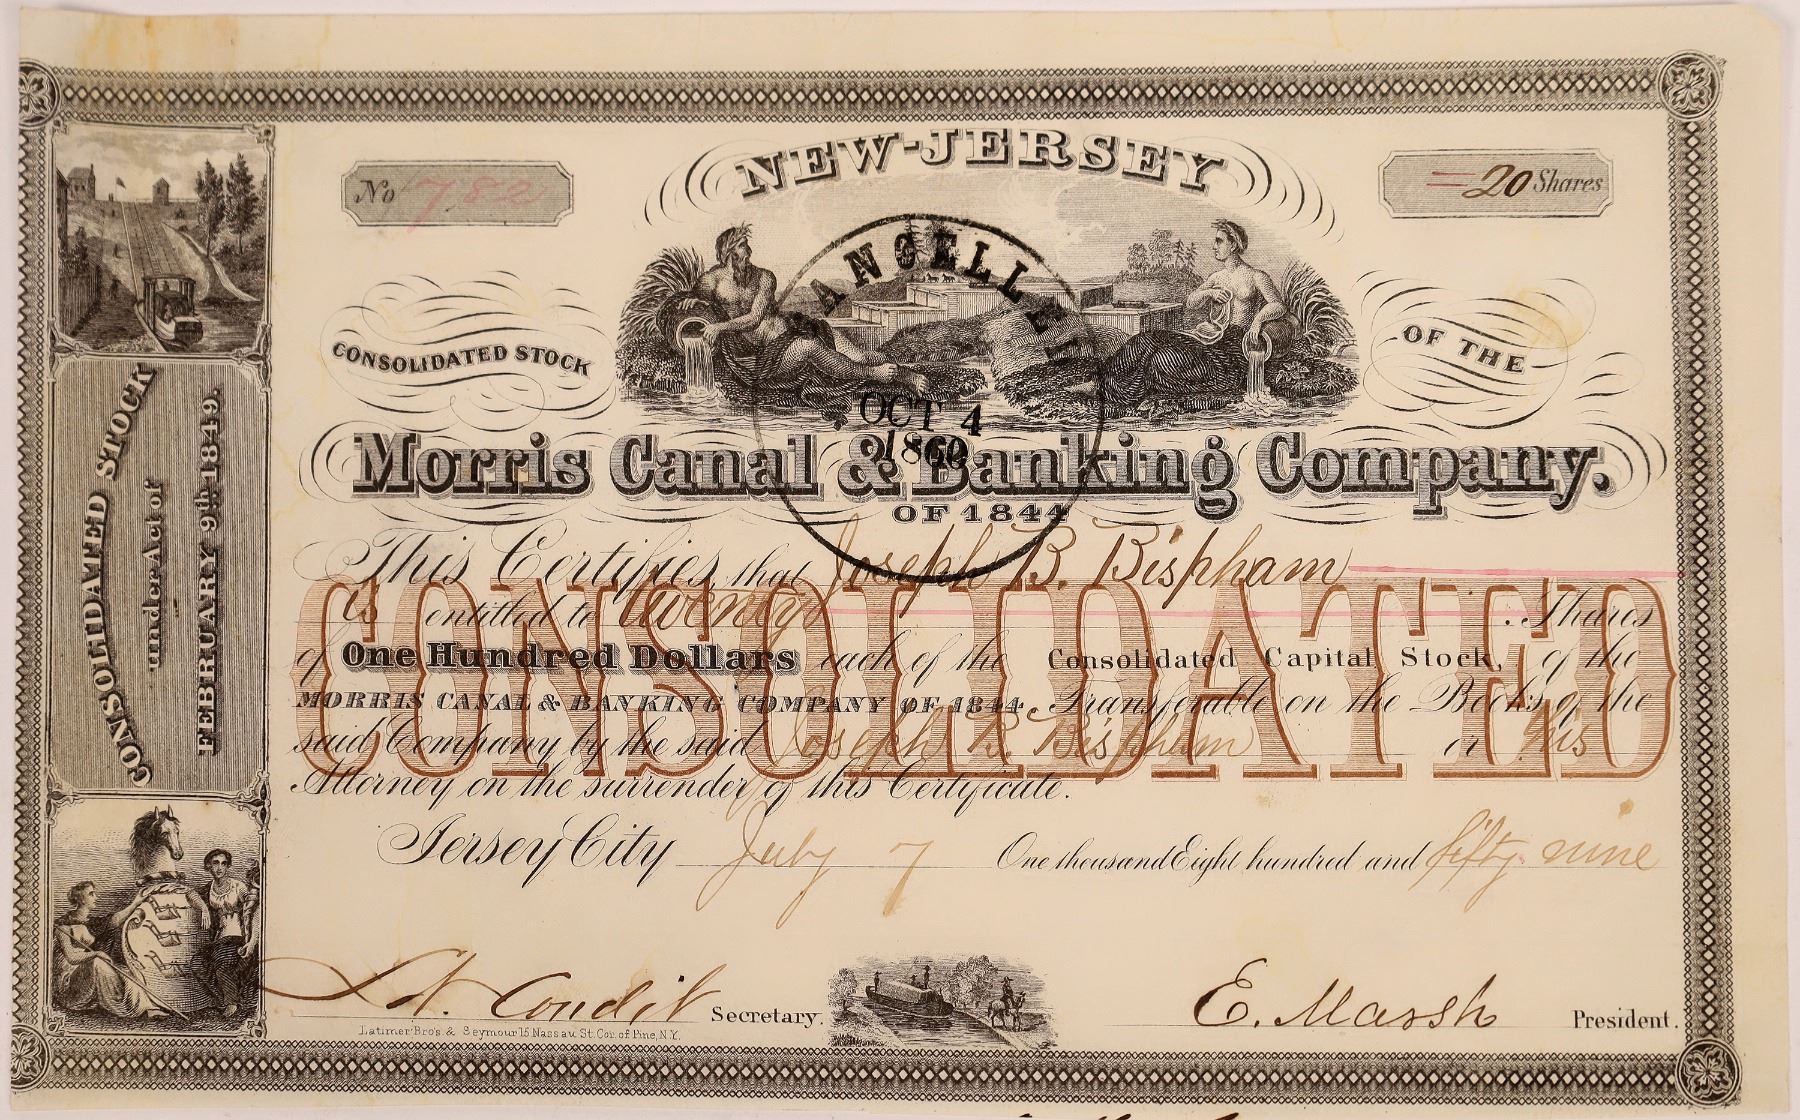 NEW-JERSEY
No 782
20 Shares
CONSOLIDATED STOCK
OF THE
CANCELLED
OCT 4
1860
Morris Canal & Banking Company.
OF 1844
This Certifies that Joseph B. Bispham
is entitled to twenty Shares
of One Hundred Dollars each of the Consolidated Capital Stock, of the
MORRIS CANAL & BANKING COMPANY OF 1844 Transferable on the Books of the
said Company by the said Joseph B. Bispham or his
Attorney on the surrender of this Certificate.
CONSOLIDATED
Jersey City July 7 One thousand Eight hundred and fifty nine
Condit Secretary.
E. Marsh President.
Latimer Bro's. & Seymour 15 Nassau St. Cor. of Pine, N.Y.
CONSOLIDATED STOCK
under Act of
FEBRUARY 9th 1849.